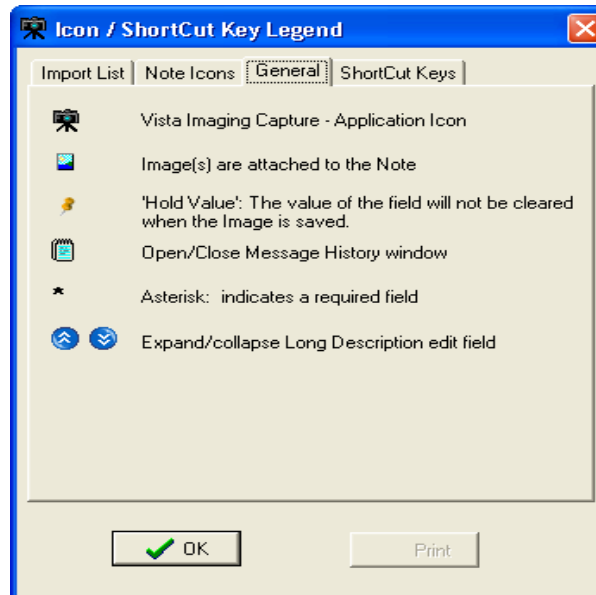 Icon / ShortCut Key Legend
Import List Note Icons General ShortCut Keys
Vista Imaging Capture - Application Icon
Image(s) are attached to the Note
'Hold Value': The value of the field will not be cleared
when the Image is saved.
Open/Close Message History window
* Asterisk: indicates a required field
Expand/collapse Long Description edit field
OK Print